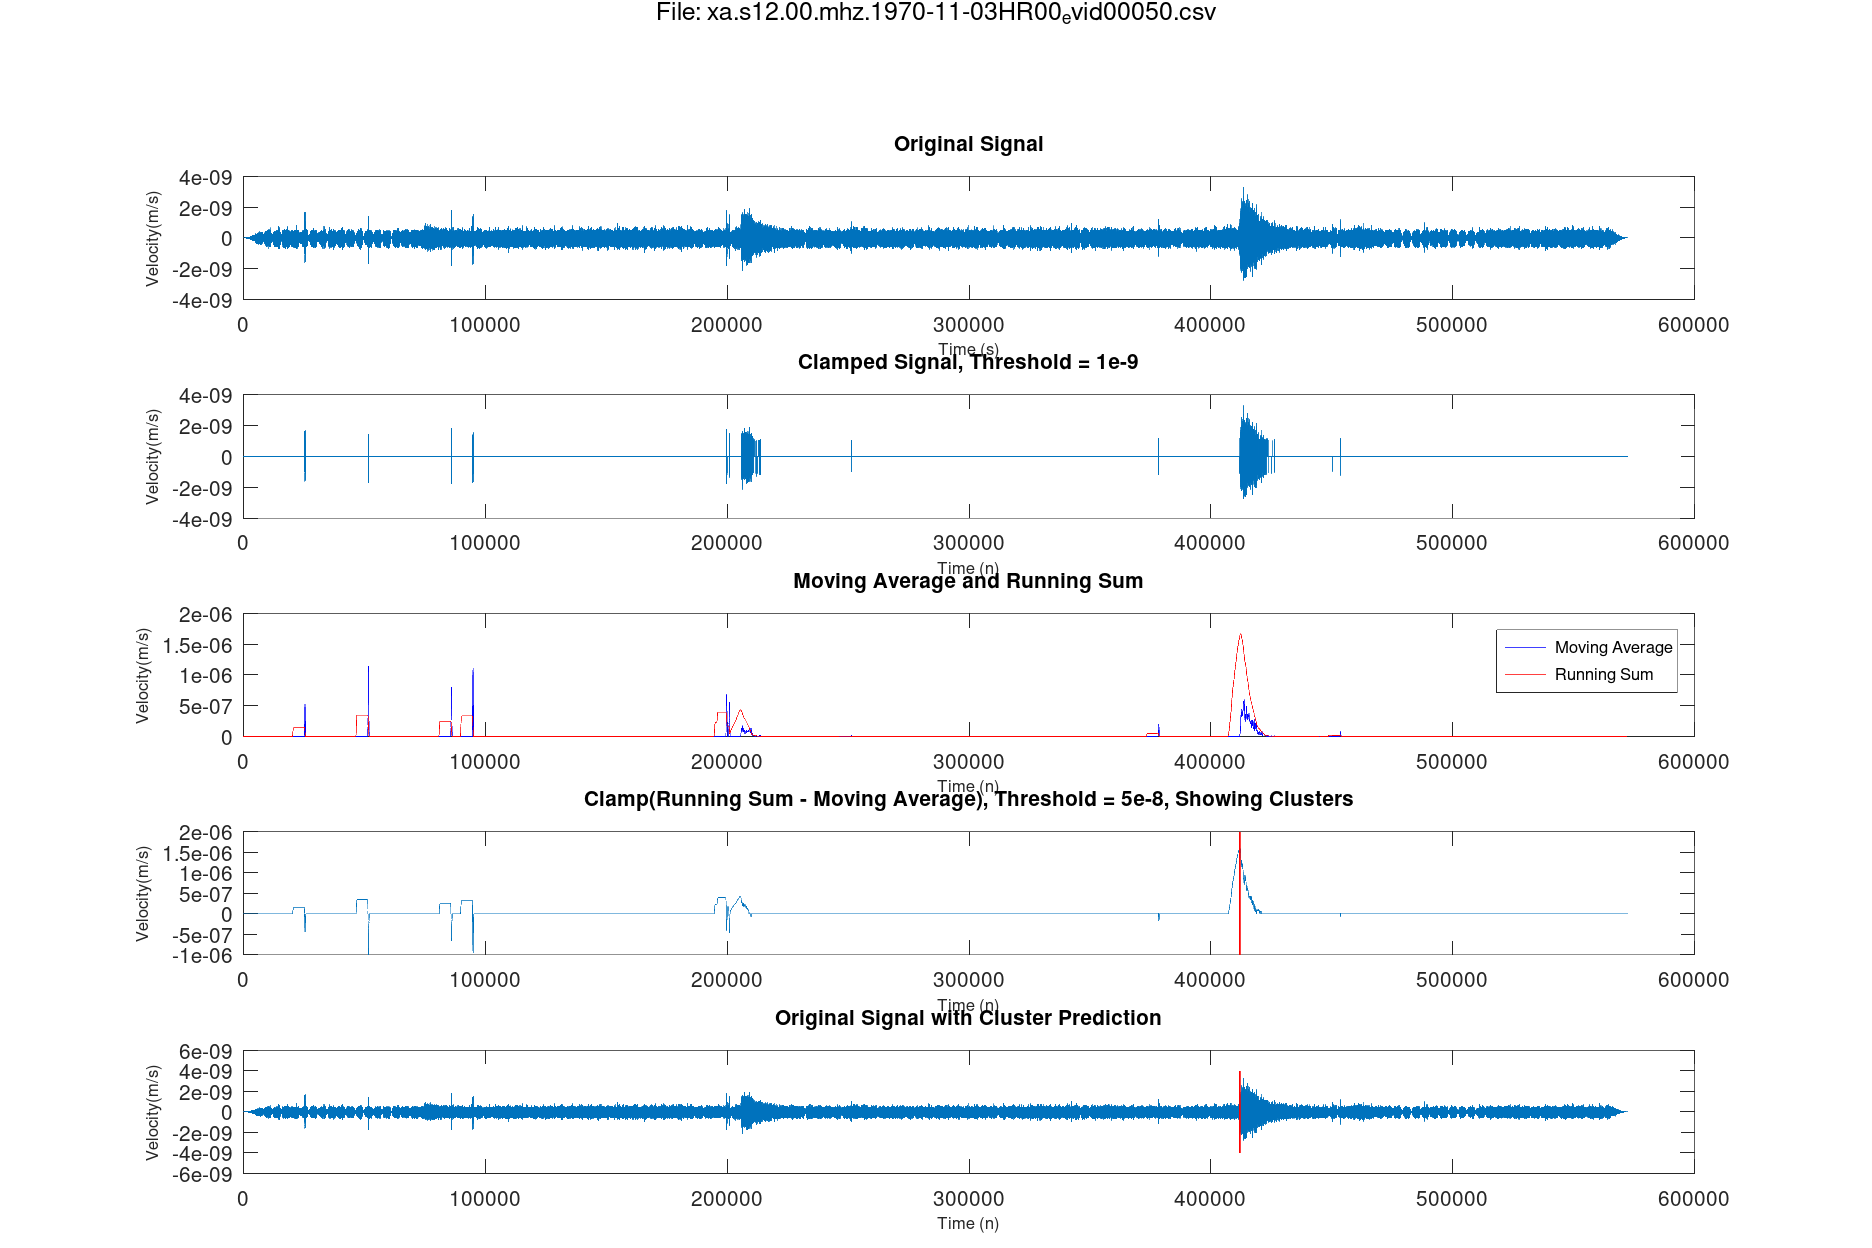 File: xa.s12.00.mhz.1970-11-03HR00evid00050.csv
Original Signal
Velocity(m/s)
4e-09
2e-09
0
-2e-09
-4e-09
0 100000 200000 300000 400000 500000 600000
Time (s)
Clamped Signal, Threshold = 1e-9
Velocity(m/s)
4e-09
2e-09
0
-2e-09
-4e-09
0 100000 200000 300000 400000 500000 600000
Time (n)
Moving Average and Running Sum
Velocity(m/s)
2e-06
1.5e-06
1e-06
5e-07
0
Moving Average
Running Sum
0 100000 200000 300000 400000 500000 600000
Time (n)
Clamp(Running Sum - Moving Average), Threshold = 5e-8, Showing Clusters
Velocity(m/s)
2e-06
1.5e-06
1e-06
5e-07
0
-5e-07
-1e-06
0 100000 200000 300000 400000 500000 600000
Time (n)
Original Signal with Cluster Prediction
Velocity(m/s)
6e-09
4e-09
2e-09
0
-2e-09
-4e-09
-6e-09
0 100000 200000 300000 400000 500000 600000
Time (n)